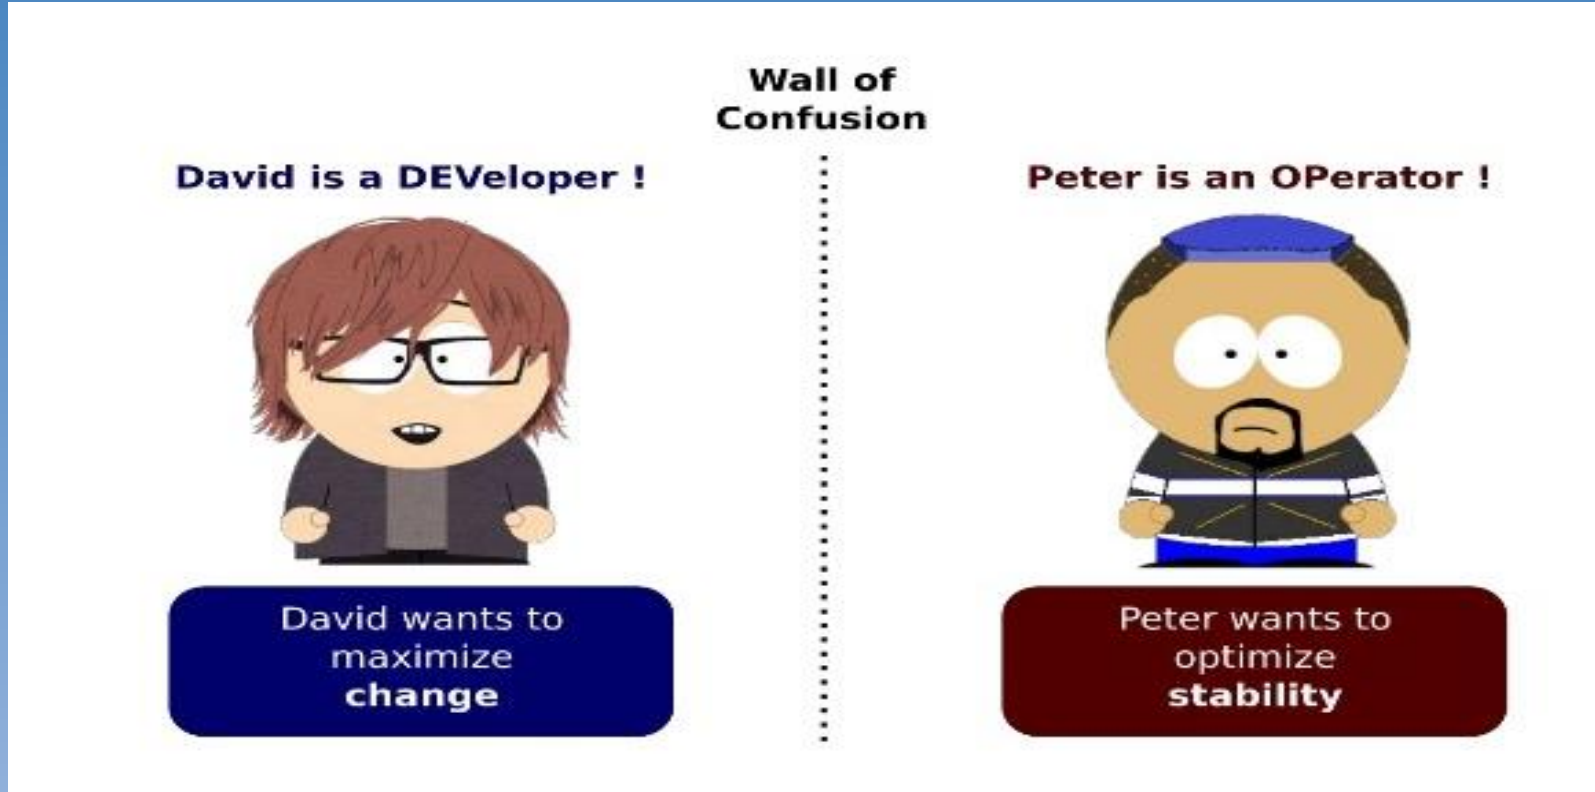 Wall of
Confusion
David is a DEVeloper !
Peter is an OPerator !
David wants to
maximize
change
Peter wants to
optimize
stability